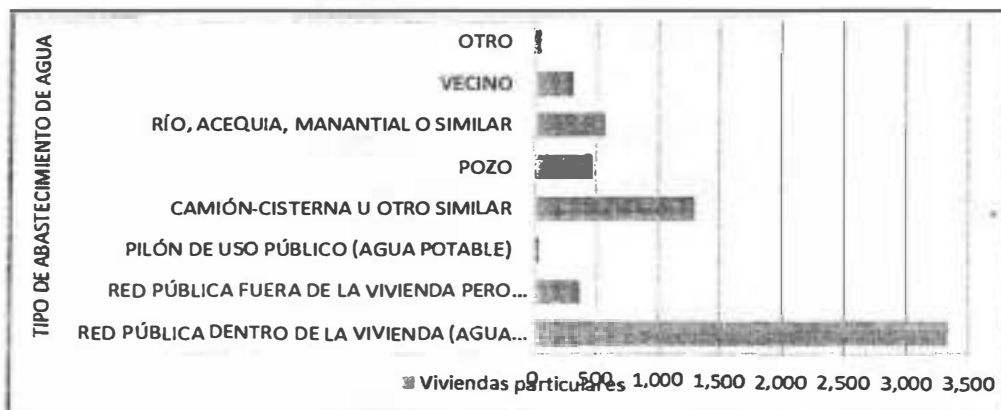 TIPO DE ABASTECIMIENTO DE AGUA
OTRO
VECINO
RÍO, ACEQUIA, MANANTIAL O SIMILAR
POZO
CAMIÓN-CISTERNA U OTRO SIMILAR
PILÓN DE USO PÚBLICO (AGUA POTABLE)
RED PÚBLICA FUERA DE LA VIVIENDA PERO...
RED PÚBLICA DENTRO DE LA VIVIENDA (AGUA...
Viviendas particulares
0 500 1,000 1,500 2,000 2,500 3,000 3,500